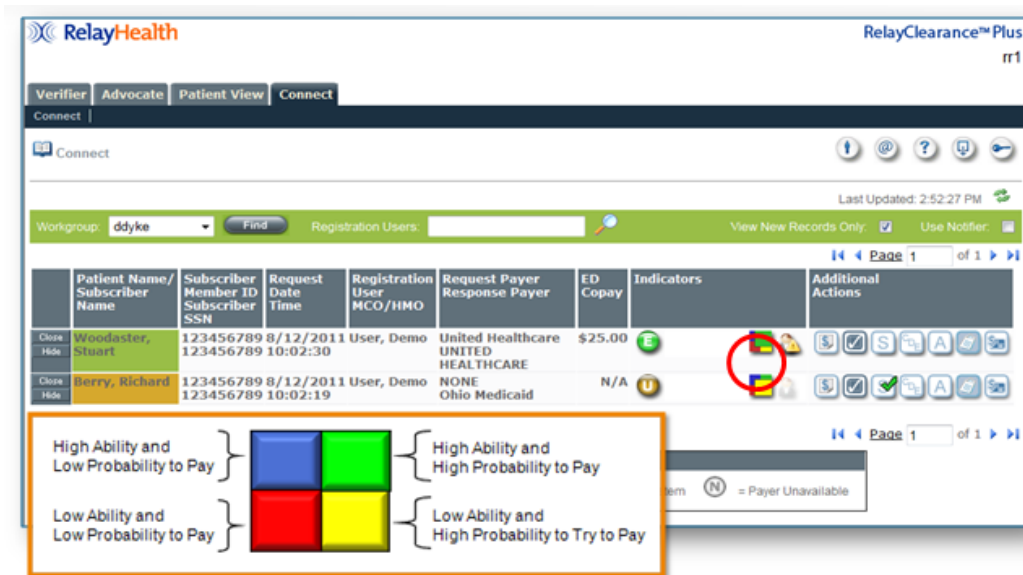 RelayHealth
RelayClearance™ Plus
rr1
Verifier Advocate Patient View Connect
Connect |
Connect
Last Updated: 2:52:27 PM
Workgroup: ddyke Find Registration Users: View New Records Only: Use Notifier:
Page 1 of 1
Patient Name/ Subscriber Request Registration Request Payer ED Indicators Additional
Subscriber Member ID Date User Response Payer Copay Actions
Name Subscriber Time MCO/HMO
SSN
Close Woodaster, 123456789 8/12/2011 User, Demo United Healthcare $25.00 E S A
Hide Stuart 123456789 10:02:30 UNITED
HEALTHCARE
Close Berry, Richard 123456789 8/12/2011 User, Demo NONE N/A U A
Hide 123456789 10:02:19 Ohio Medicaid
Page 1 of 1
tem N = Payer Unavailable
High Ability and
Low Probability to Pay
High Ability and
High Probability to Pay
Low Ability and
Low Probability to Pay
Low Ability and
High Probability to Try to Pay